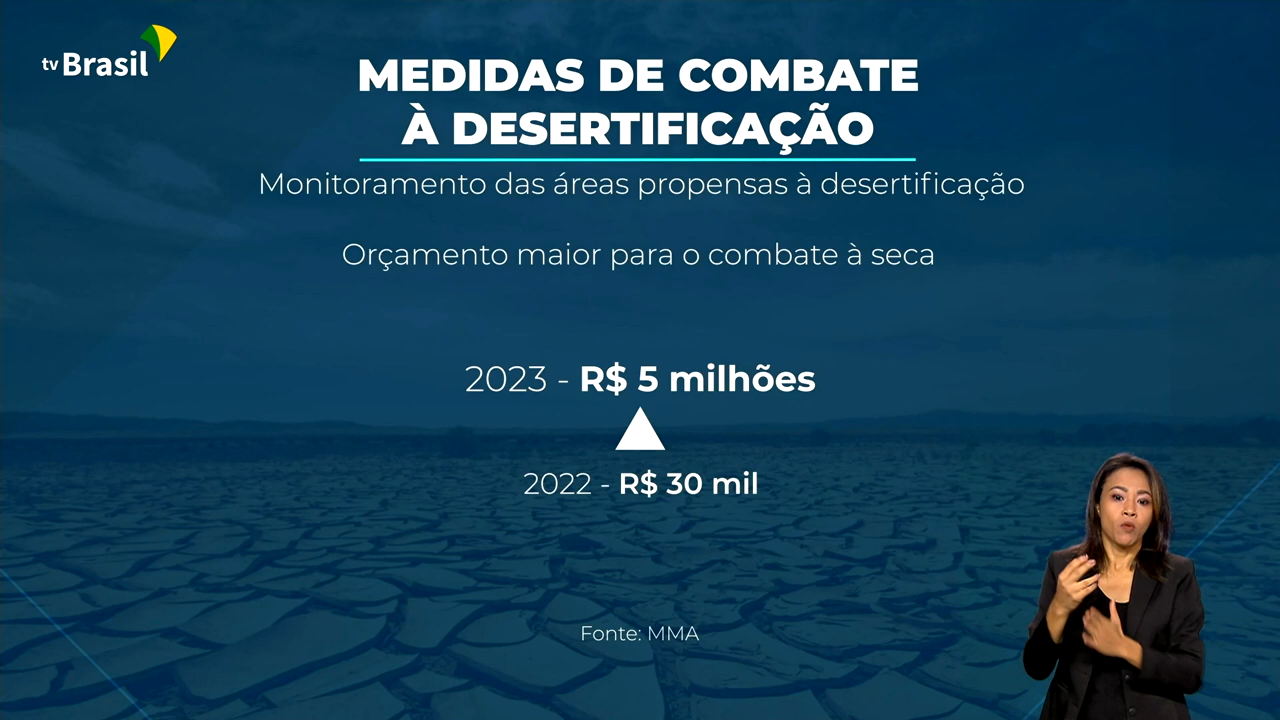 tv Brasil
MEDIDAS DE COMBATE
À DESERTIFICAÇÃO
Monitoramento das áreas propensas à desertificação
Orçamento maior para o combate à seca
2023 - R$ 5 milhões
2022 - R$ 30 mil
Fonte: MMA